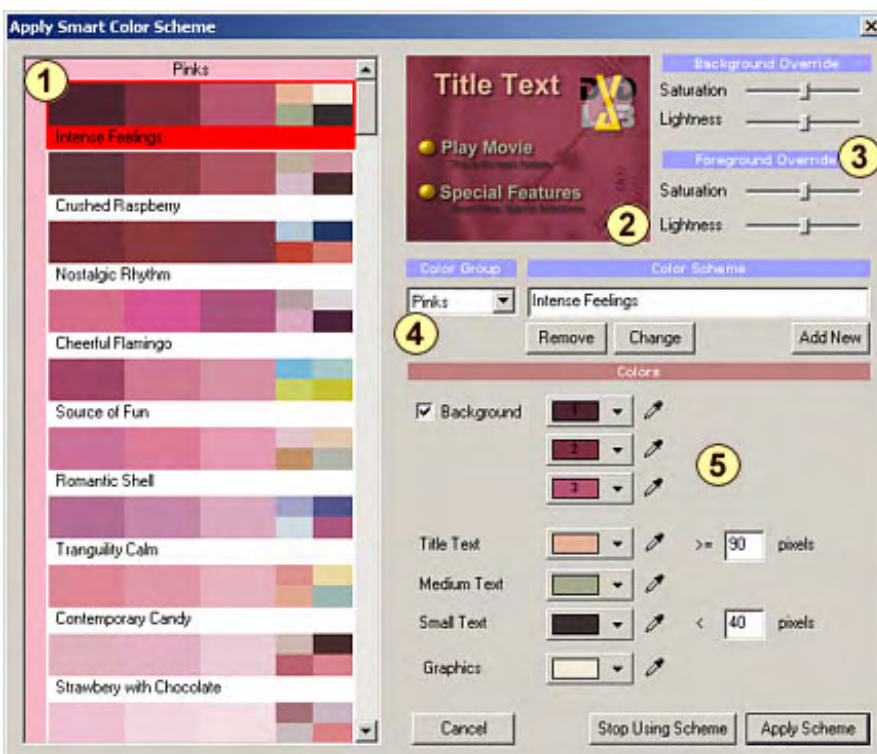 Apply Smart Color Scheme
1
Pinks
Intense Feelings
Crushed Raspberry
Nostalgic Rhythm
Cheerful Flamingo
Source of Fun
Romantic Shell
Tranguility Calm
Contemporary Candy
Strawbery with Chocolate
Title Text
DVD
LAB
Play Movie
Special Features
2
Background Override
Saturation
Lightness
Foreground Override
3
Saturation
Lightness
Color Group
Color Scheme
Pinks
Intense Feelings
4
Remove
Change
Add New
Colors
Background
1
2
3
5
Title Text
>= 90 pixels
Medium Text
Small Text
< 40 pixels
Graphics
Cancel
Stop Using Scheme
Apply Scheme